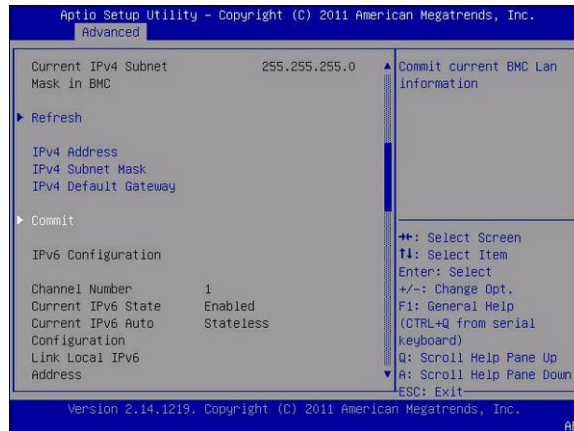 Aptio Setup Utility – Copyright (C) 2011 American Megatrends, Inc.
Advanced
Current IPv4 Subnet 255.255.255.0
Mask in BMC
Refresh
IPv4 Address
IPv4 Subnet Mask
IPv4 Default Gateway
Commit
IPv6 Configuration
Channel Number 1
Current IPv6 State Enabled
Current IPv6 Auto Stateless
Configuration
Link Local IPv6
Address
Commit current BMC Lan
information
→←: Select Screen
↑↓: Select Item
Enter: Select
+/-: Change Opt.
F1: General Help
(CTRL+Q from serial
keyboard)
Q: Scroll Help Pane Up
A: Scroll Help Pane Down
ESC: Exit
Version 2.14.1219. Copyright (C) 2011 American Megatrends, Inc.